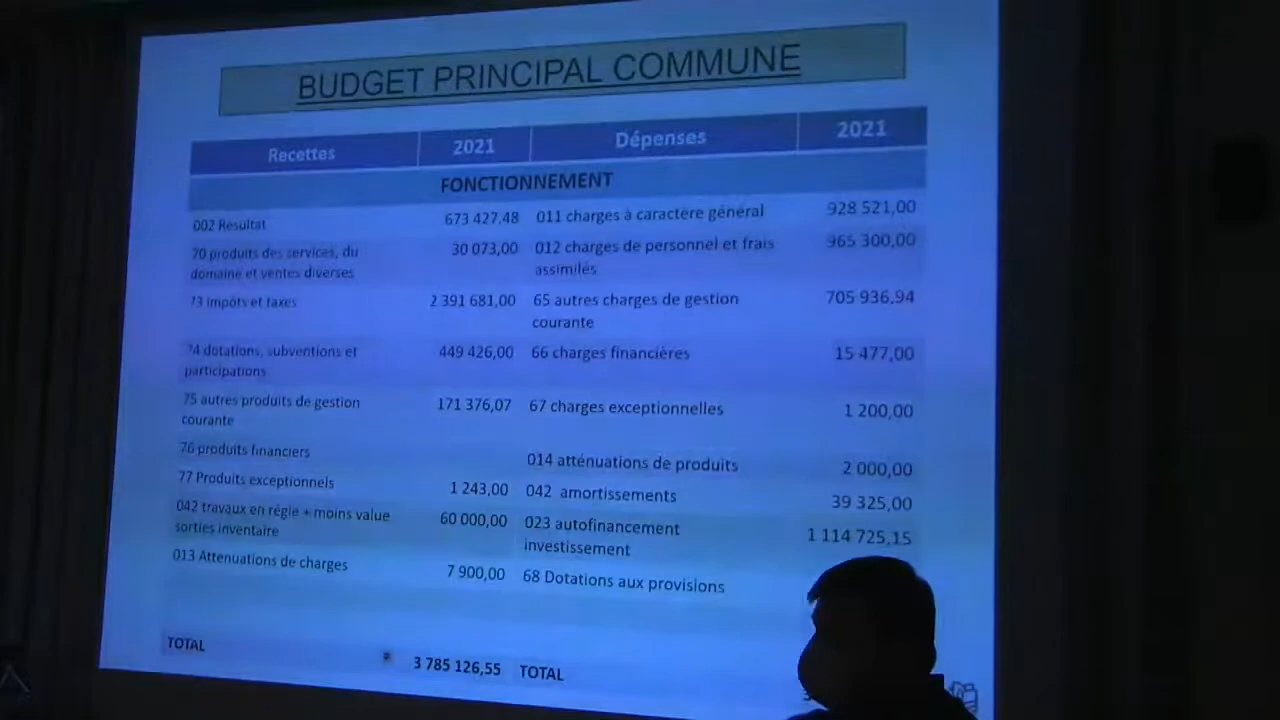 BUDGET PRINCIPAL COMMUNE
Recettes 2021 Dépenses 2021
FONCTIONNEMENT
002 Résultat 673 427,48 011 charges à caractère général 928 521,00
70 produits des services, du 30 073,00 012 charges de personnel et frais 965 300,00
domaine et ventes diverses assimilés
73 impôts et taxes 2 391 681,00 65 autres charges de gestion 705 936,94
courante
74 dotations, subventions et 449 426,00 66 charges financières 15 477,00
participations
75 autres produits de gestion 171 376,07 67 charges exceptionnelles 1 200,00
courante
76 produits financiers 014 atténuations de produits 2 000,00
77 Produits exceptionnels 1 243,00 042 amortissements 39 325,00
042 travaux en régie + moins value 60 000,00 023 autofinancement 1 114 725,15
sorties inventaire investissement
013 Attenuations de charges 7 900,00 68 Dotations aux provisions
TOTAL 3 785 126,55 TOTAL